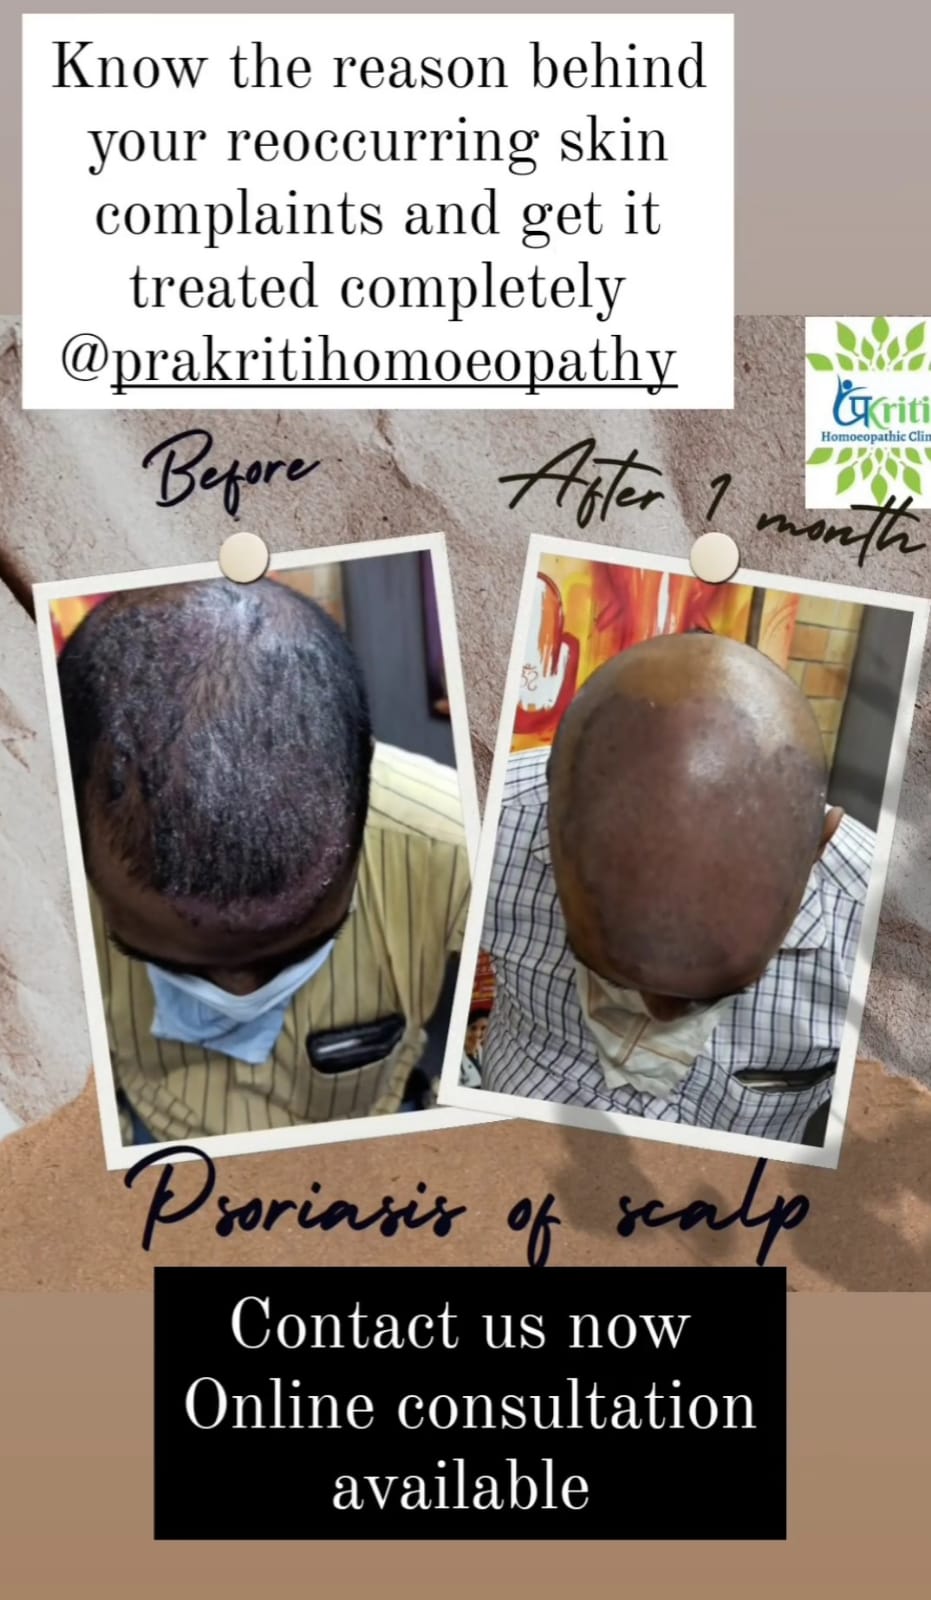 Know the reason behind
your reoccurring skin
complaints and get it
treated completely
@prakritihomoeopathy
प्रkriti
Homoeopathic Clin
Before
After 1 month
Psoriasis of scalp
Contact us now
Online consultation
available